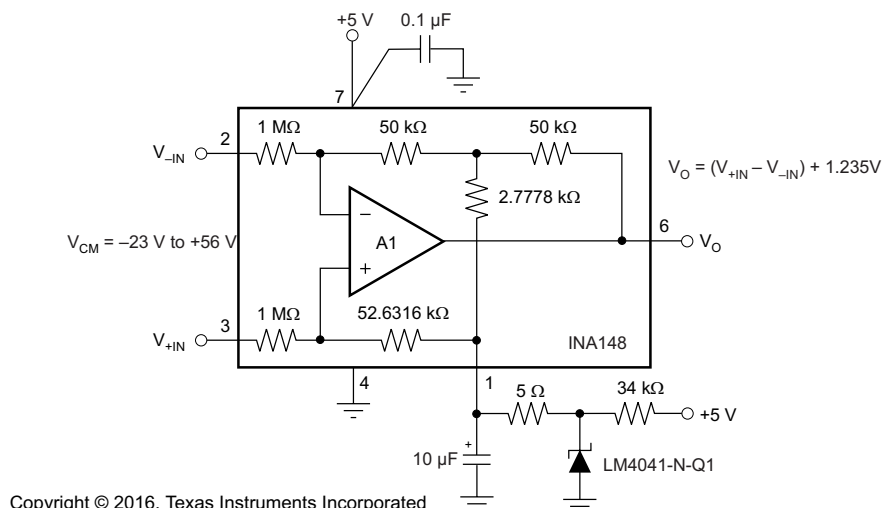 +5 V
0.1 µF
7
2
1 MΩ
50 kΩ
50 kΩ
V–IN
VO = (V+IN – V–IN) + 1.235V
2.7778 kΩ
–
A1
VCM = –23 V to +56 V
6
VO
+
3
1 MΩ
52.6316 kΩ
V+IN
INA148
4
1
5 Ω
34 kΩ
+5 V
+
10 µF
LM4041-N-Q1
Copyright © 2016, Texas Instruments Incorporated